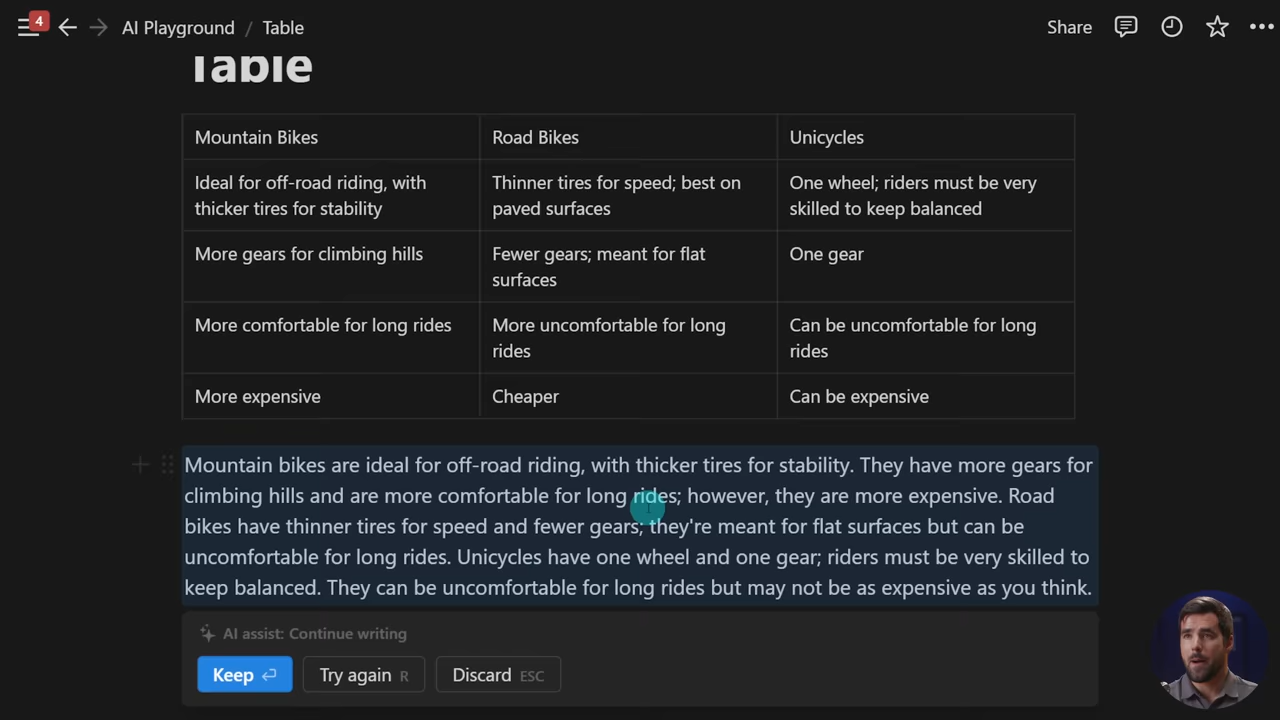 4
AI Playground / Table
Share
Table
Mountain Bikes
Road Bikes
Unicycles
Ideal for off-road riding, with
thicker tires for stability
Thinner tires for speed; best on
paved surfaces
One wheel; riders must be very
skilled to keep balanced
More gears for climbing hills
Fewer gears; meant for flat
surfaces
One gear
More comfortable for long rides
More uncomfortable for long
rides
Can be uncomfortable for long
rides
More expensive
Cheaper
Can be expensive
Mountain bikes are ideal for off-road riding, with thicker tires for stability. They have more gears for
climbing hills and are more comfortable for long rides; however, they are more expensive. Road
bikes have thinner tires for speed and fewer gears; they're meant for flat surfaces but can be
uncomfortable for long rides. Unicycles have one wheel and one gear; riders must be very skilled to
keep balanced. They can be uncomfortable for long rides but may not be as expensive as you think.
AI assist: Continue writing
Keep
Try again R
Discard ESC